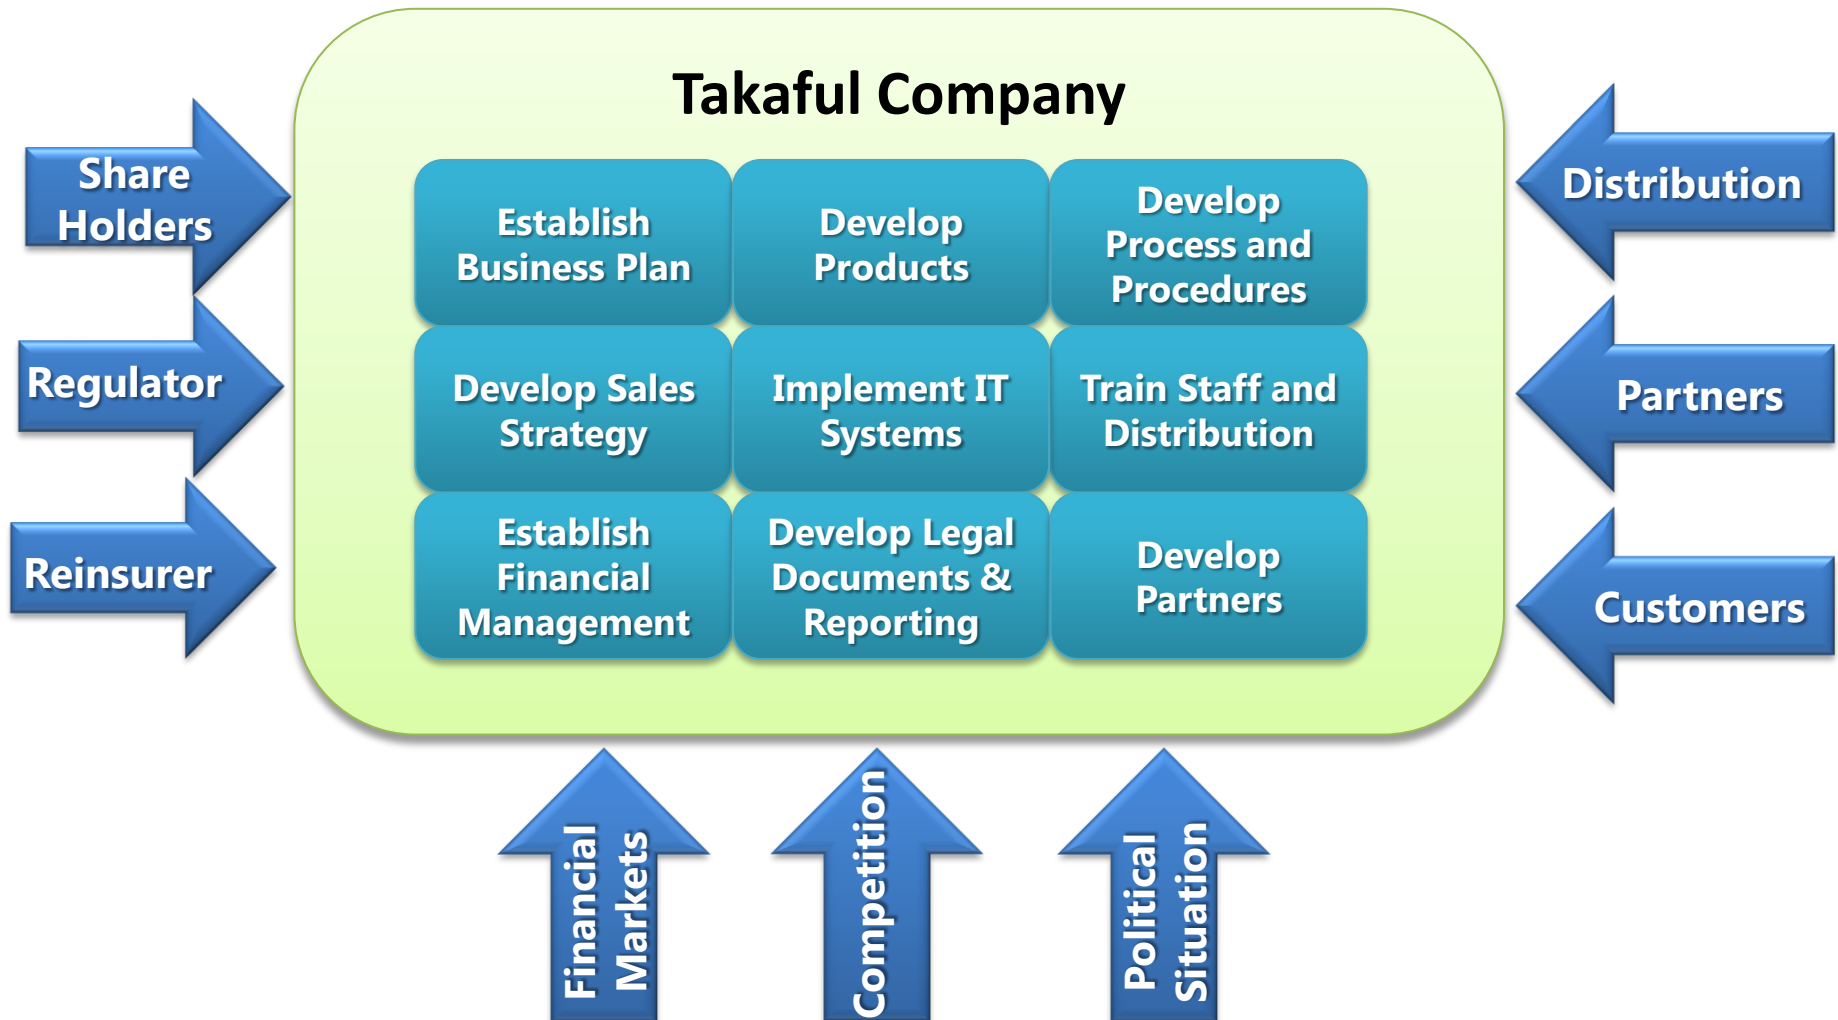 Takaful Company
Share
Holders
Regulator
Reinsurer
Establish
Business Plan
Develop
Products
Develop
Process and
Procedures
Develop Sales
Strategy
Implement IT
Systems
Train Staff and
Distribution
Establish
Financial
Management
Develop Legal
Documents &
Reporting
Develop
Partners
Distribution
Partners
Customers
Financial
Markets
Competition
Political
Situation